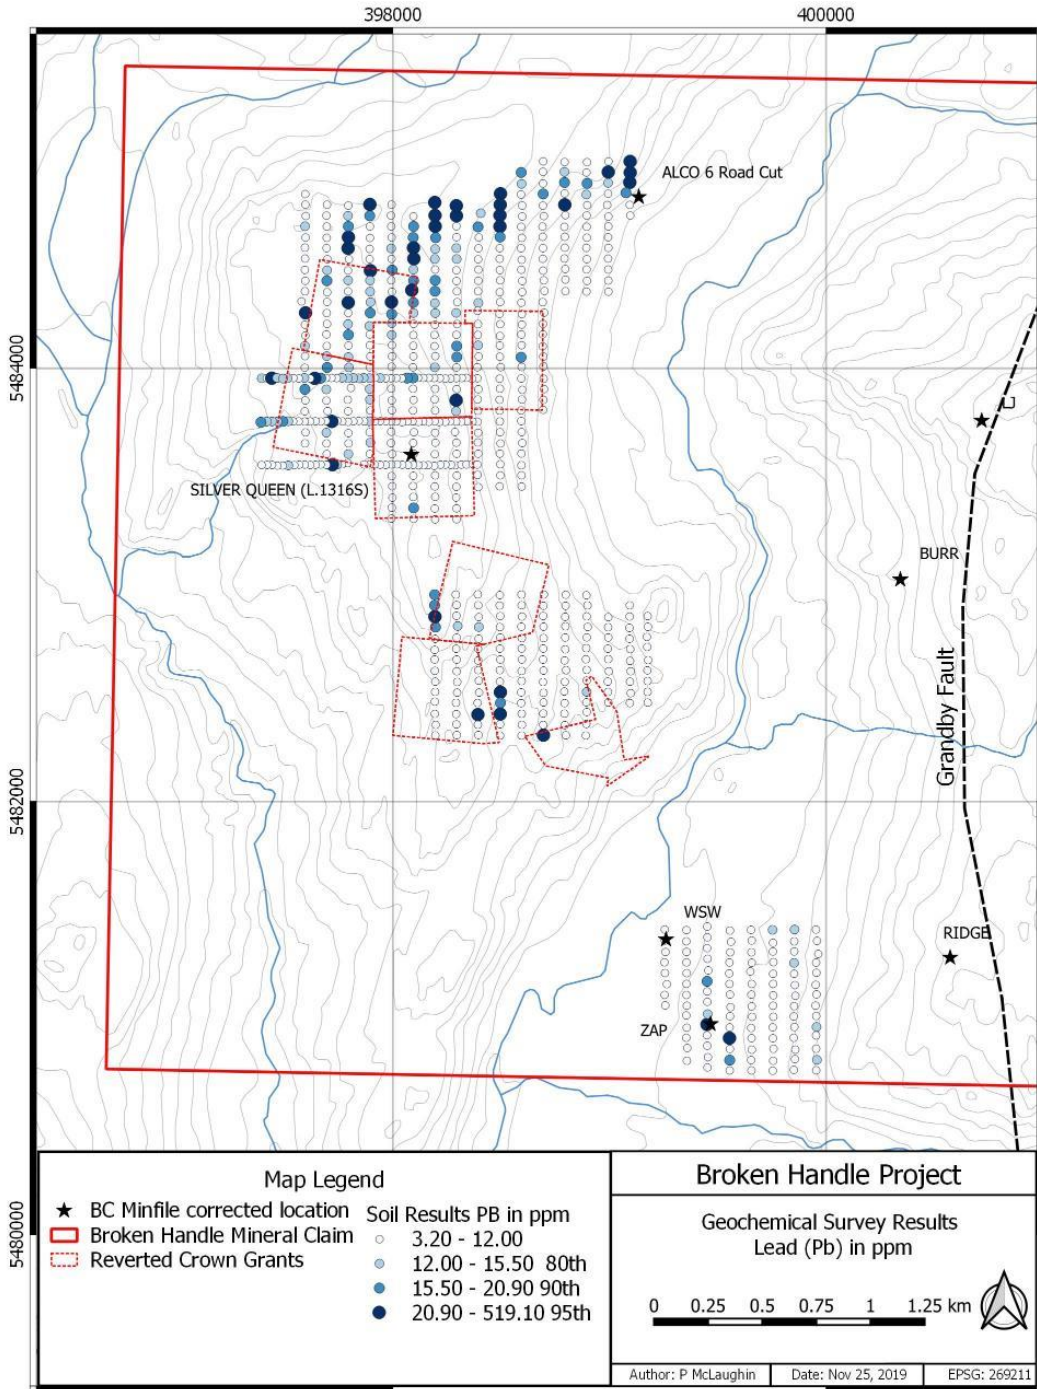 398000
400000
ALCO 6 Road Cut
5484000
LJ
SILVER QUEEN (L.1316S)
BURR
Grandby Fault
5482000
WSW
RIDGE
ZAP
5480000
Map Legend
BC Minfile corrected location
Broken Handle Mineral Claim
Reverted Crown Grants
Soil Results PB in ppm
3.20 - 12.00
12.00 - 15.50 80th
15.50 - 20.90 90th
20.90 - 519.10 95th
Broken Handle Project
Geochemical Survey Results
Lead (Pb) in ppm
0 0.25 0.5 0.75 1 1.25 km
Author: P McLaughin
Date: Nov 25, 2019
EPSG: 269211